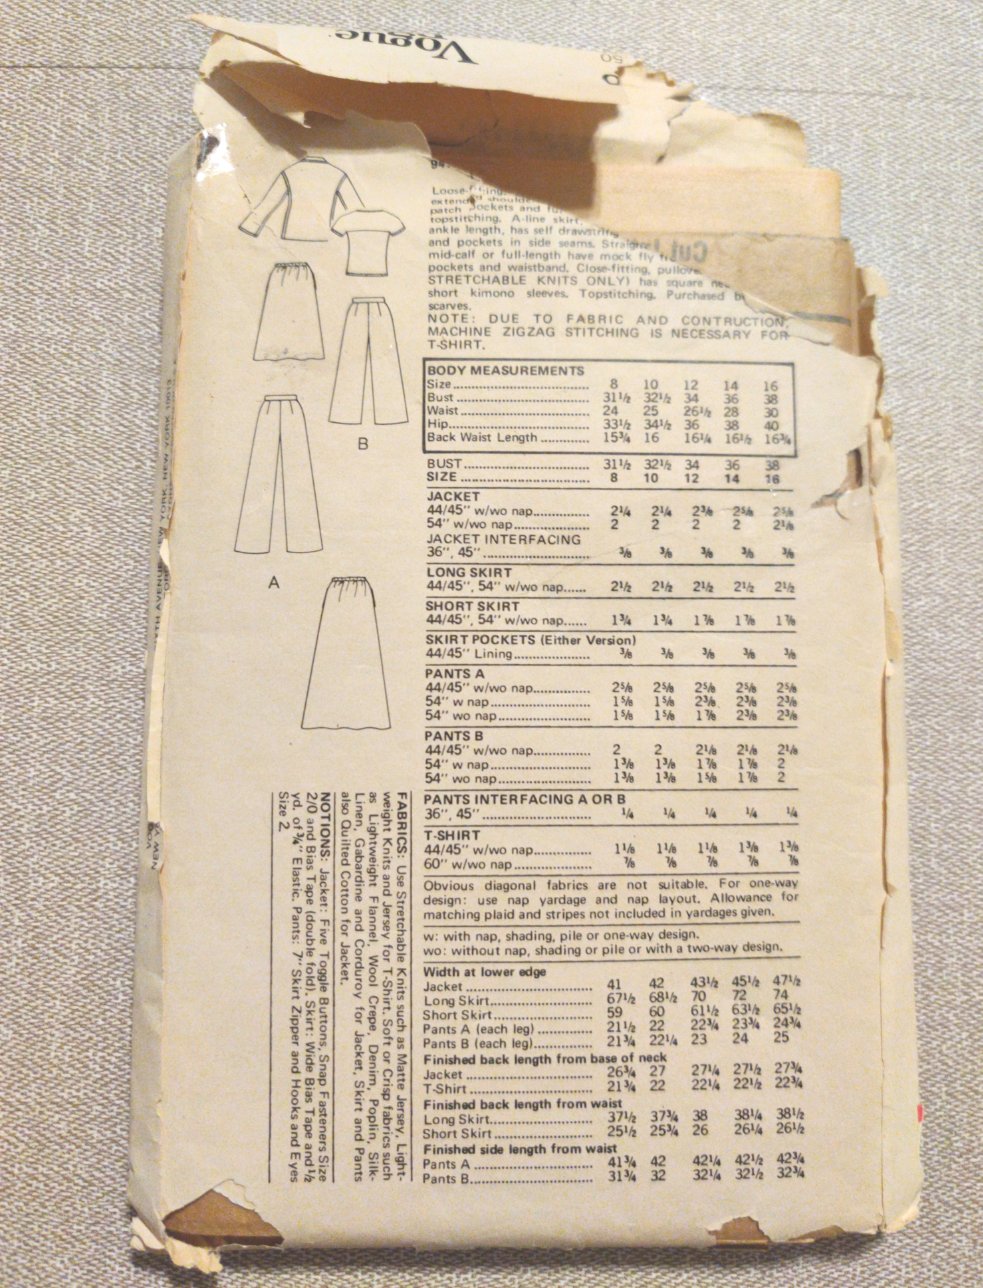 Vogue
50
94
Loose-fitting,
extended shoulde
patch pockets and fu
topstitching. A-line skirt,
ankle length, has self drawstring
and pockets in side seams. Straigh
mid-calf or full-length have mock fly f
pockets and waistband. Close-fitting, pullove
STRETCHABLE KNITS ONLY) has square ne
short kimono sleeves. Topstitching. Purchased b
scarves.
NOTE: DUE TO FABRIC AND CONTRUCTION,
MACHINE ZIGZAG STITCHING IS NECESSARY FOR
T-SHIRT.
Cut
BODY MEASUREMENTS
Size 8 10 12 14 16
Bust 31½ 32½ 34 36 38
Waist 24 25 26½ 28 30
Hip 33½ 34½ 36 38 40
Back Waist Length 15¾ 16 16¼ 16½ 16¾
BUST 31½ 32½ 34 36 38
SIZE 8 10 12 14 16
JACKET
44/45" w/wo nap 2¼ 2¼ 2⅜ 2⅝ 2⅝
54" w/wo nap 2 2 2 2 2⅛
JACKET INTERFACING
36", 45" ⅜ ⅜ ⅜ ⅜ ⅜
LONG SKIRT
44/45", 54" w/wo nap 2½ 2½ 2½ 2½ 2½
SHORT SKIRT
44/45", 54" w/wo nap 1¾ 1¾ 1⅞ 1⅞ 1⅞
SKIRT POCKETS (Either Version)
44/45" Lining ⅜ ⅜ ⅜ ⅜ ⅜
PANTS A
44/45" w/wo nap 2⅝ 2⅝ 2⅝ 2⅝ 2⅝
54" w nap 1⅝ 1⅝ 2⅜ 2⅜ 2⅜
54" wo nap 1⅝ 1⅝ 1⅞ 2⅜ 2⅜
PANTS B
44/45" w/wo nap 2 2 2⅛ 2⅛ 2⅛
54" w nap 1⅜ 1⅜ 1⅞ 1⅞ 2
54" wo nap 1⅜ 1⅜ 1⅝ 1⅞ 2
PANTS INTERFACING A OR B
36", 45" ¼ ¼ ¼ ¼ ¼
T-SHIRT
44/45" w/wo nap 1⅛ 1⅛ 1⅛ 1⅜ 1⅜
60" w/wo nap ⅞ ⅞ ⅞ ⅞ ⅞
Obvious diagonal fabrics are not suitable. For one-way
design: use nap yardage and nap layout. Allowance for
matching plaid and stripes not included in yardages given.
w: with nap, shading, pile or one-way design.
wo: without nap, shading or pile or with a two-way design.
Width at lower edge
Jacket 41 42 43½ 45½ 47½
Long Skirt 67½ 68½ 70 72 74
Short Skirt 59 60 61½ 63½ 65½
Pants A (each leg) 21½ 22 22¾ 23¾ 24¾
Pants B (each leg) 21¾ 22¼ 23 24 25
Finished back length from base of neck
Jacket 26¾ 27 27¼ 27½ 27¾
T-Shirt 21¾ 22 22¼ 22½ 22¾
Finished back length from waist
Long Skirt 37½ 37¾ 38 38¼ 38½
Short Skirt 25½ 25¾ 26 26¼ 26½
Finished side length from waist
Pants A 41¾ 42 42¼ 42½ 42¾
Pants B 31¾ 32 32¼ 32½ 32¾
B
A
FABRICS: Use Stretchable Knits such as Matte Jersey, Light-
weight Knits and Jersey for T-Shirt. Soft or Crisp fabrics such
as Lightweight Flannel, Wool Crepe, Denim, Poplin, Silk-
Linen, Gabardine and Corduroy for Jacket, Skirt and Pants
also Quilted Cotton for Jacket.
NOTIONS: Jacket: Five Toggle Buttons, Snap Fasteners Size
2/0 and Bias Tape (double fold). Skirt: Wide Bias Tape and ½
yd. of ¾" Elastic. Pants: 7" Skirt Zipper and Hooks and Eyes
Size 2.
TH AVENUE, NEW YORK, NEW YORK 10013
NEW Y
VO